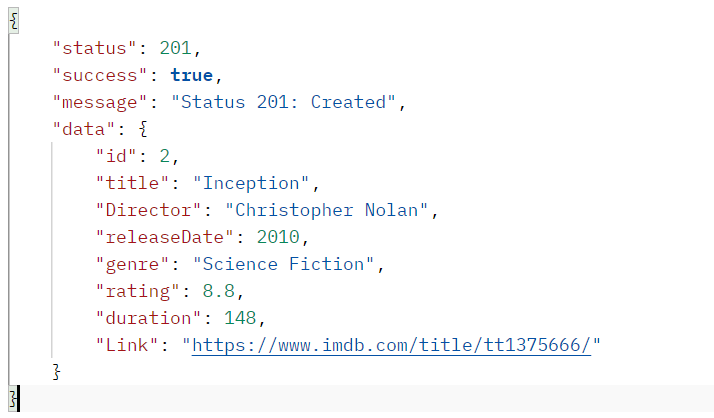 {
    "status": 201,
    "success": true,
    "message": "Status 201: Created",
    "data": {
        "id": 2,
        "title": "Inception",
        "Director": "Christopher Nolan",
        "releaseDate": 2010,
        "genre": "Science Fiction",
        "rating": 8.8,
        "duration": 148,
        "Link": "https://www.imdb.com/title/tt1375666/"
    }
}